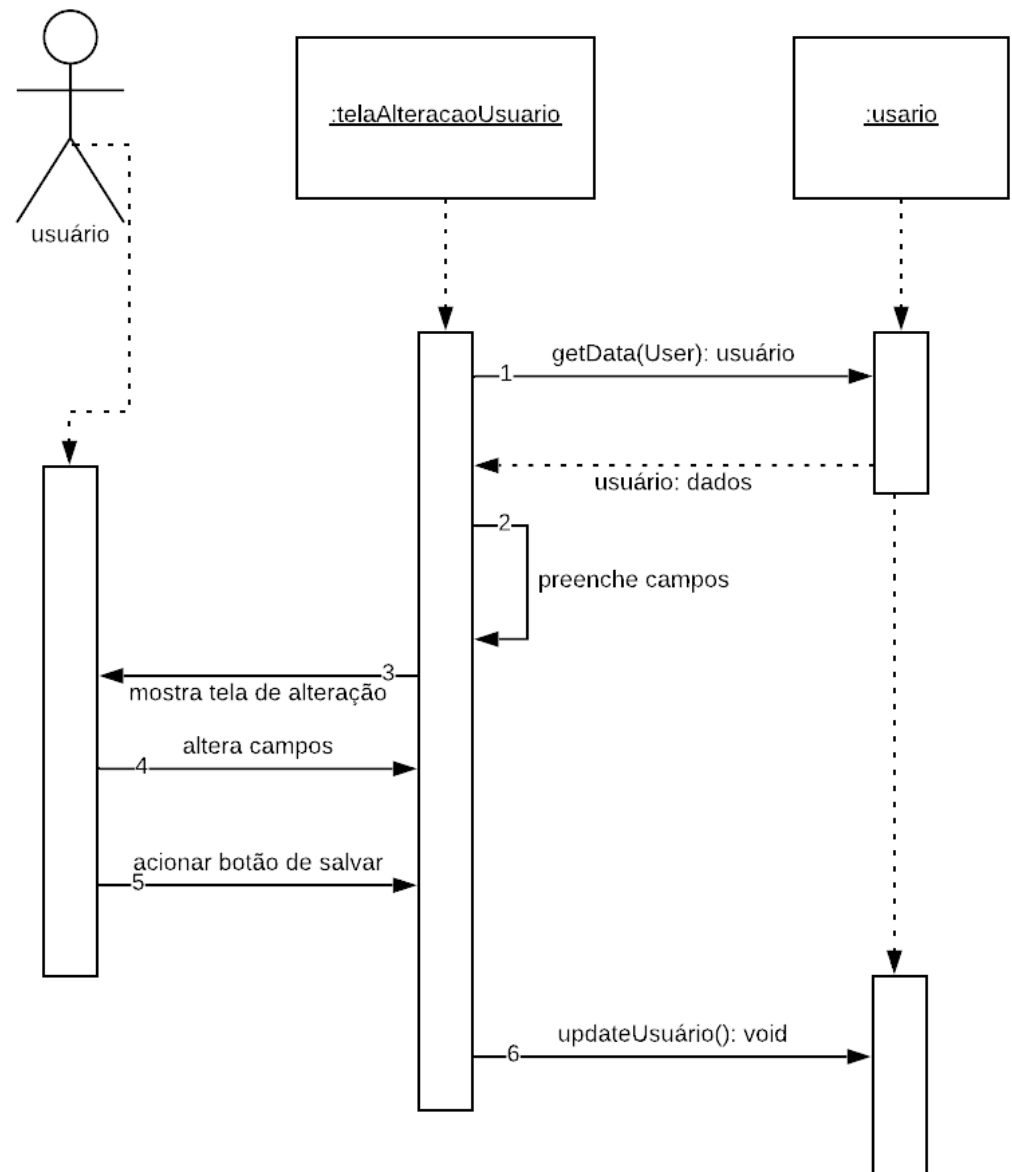 :telaAlteracaoUsuario
:usario
usuário
getData(User): usuário
1
usuário: dados
2
preenche campos
3
mostra tela de alteração
altera campos
4
acionar botão de salvar
5
updateUsuário(): void
6